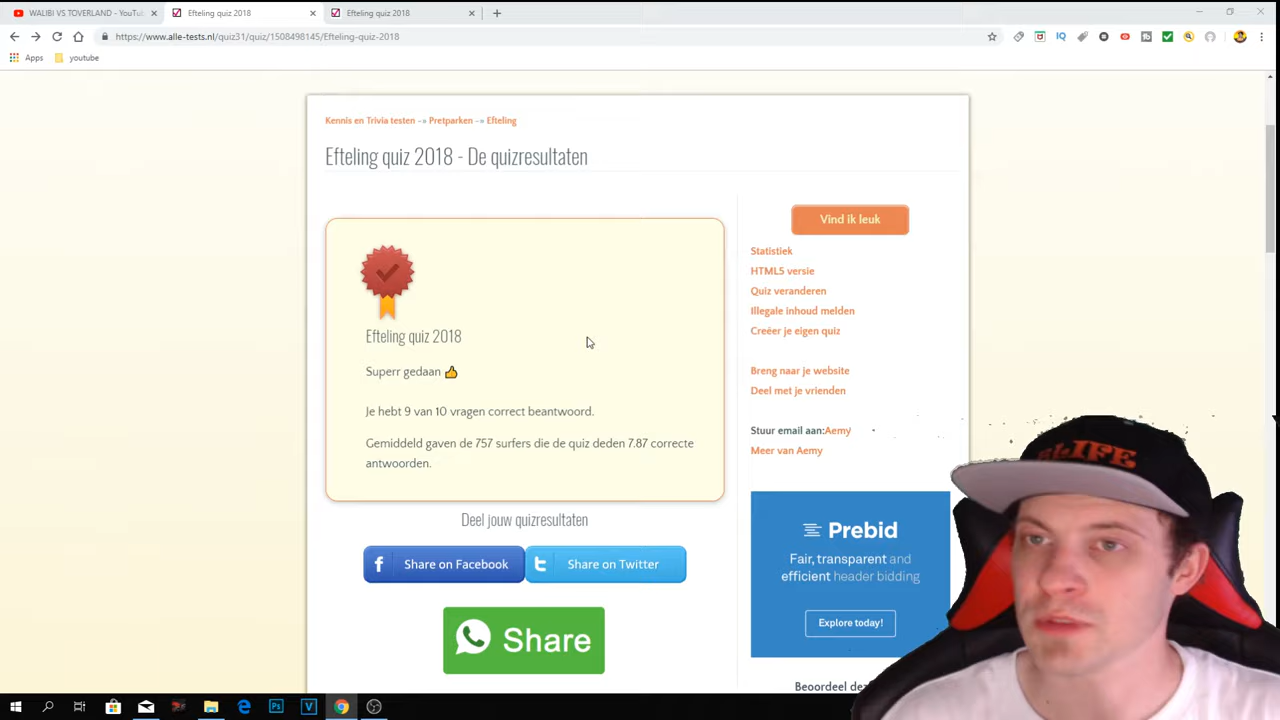 WALIBI VS TOVERLAND - YouTu
Efteling quiz 2018
Efteling quiz 2018
https://www.alle-tests.nl/quiz31/quiz/1508498145/Efteling-quiz-2018
IQ
Apps
youtube
Kennis en Trivia testen -» Pretparken -» Efteling
Efteling quiz 2018 - De quizresultaten
Efteling quiz 2018
Superr gedaan 👍
Je hebt 9 van 10 vragen correct beantwoord.
Gemiddeld gaven de 757 surfers die de quiz deden 7.87 correcte
antwoorden.
Deel jouw quizresultaten
Share on Facebook
Share on Twitter
Share
Vind ik leuk
Statistiek
HTML5 versie
Quiz veranderen
Illegale inhoud melden
Creëer je eigen quiz
Breng naar je website
Deel met je vrienden
Stuur email aan:Aemy
Meer van Aemy
Prebid
Fair, transparent and
efficient header bidding
Explore today!
Beoordeel dez
Ps
V